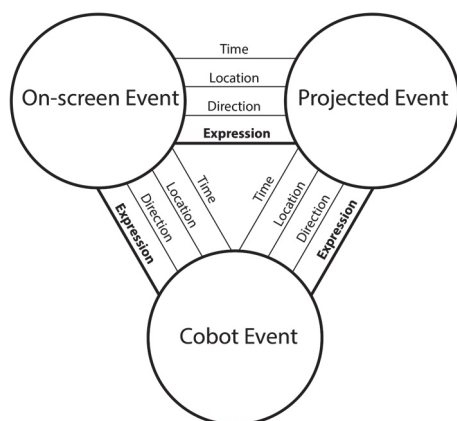 Time
On-screen Event
Projected Event
Location
Direction
Expression
Time
Location
Direction
Expression
Time
Location
Direction
Expression
Cobot Event